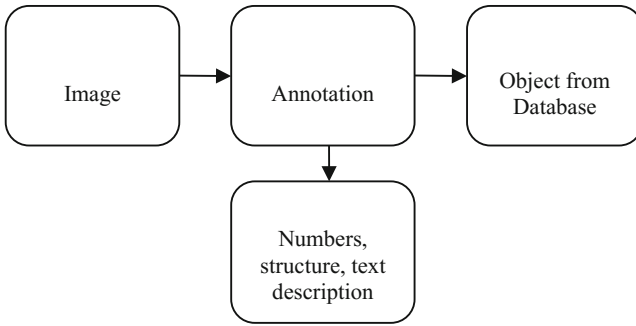 Image
Annotation
Object from
Database
Numbers,
structure, text
description